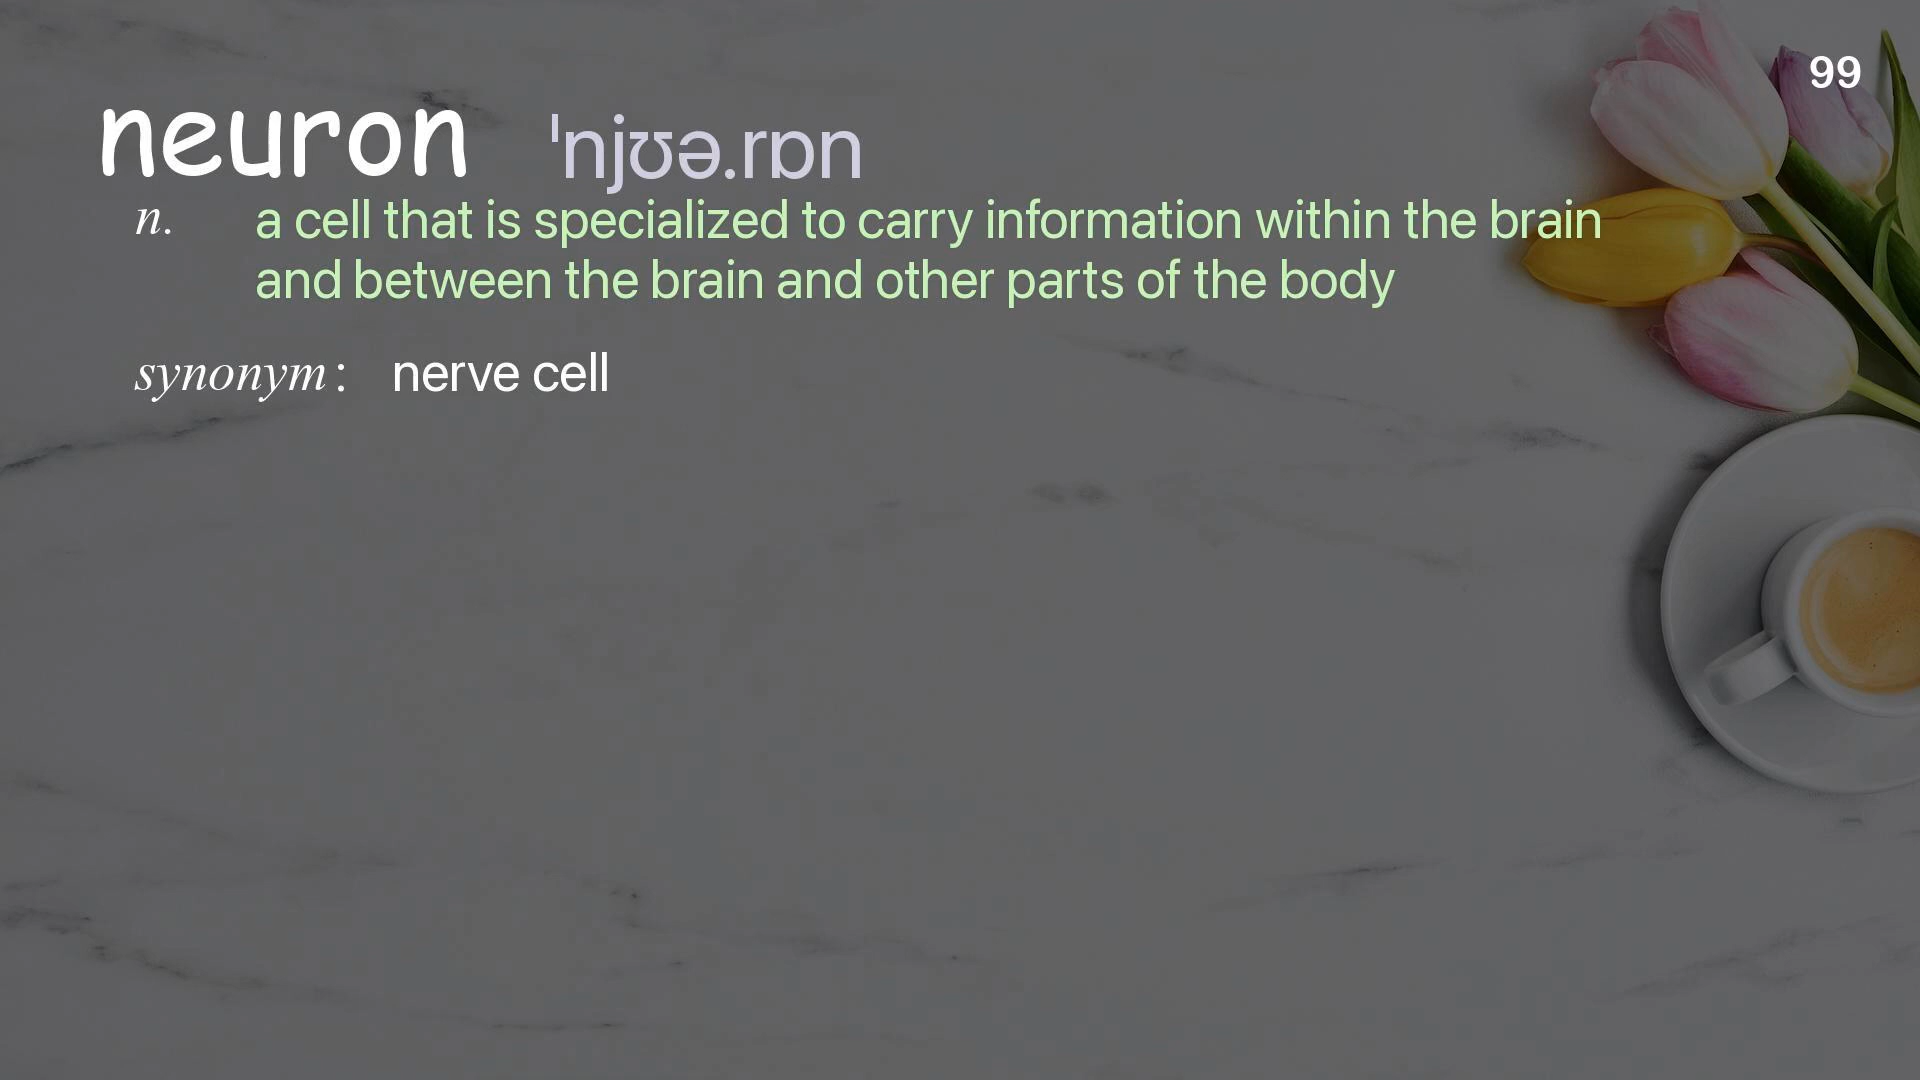 99
neuron ˈnjʊə.rɒn
n. a cell that is specialized to carry information within the brain
and between the brain and other parts of the body
synonym: nerve cell